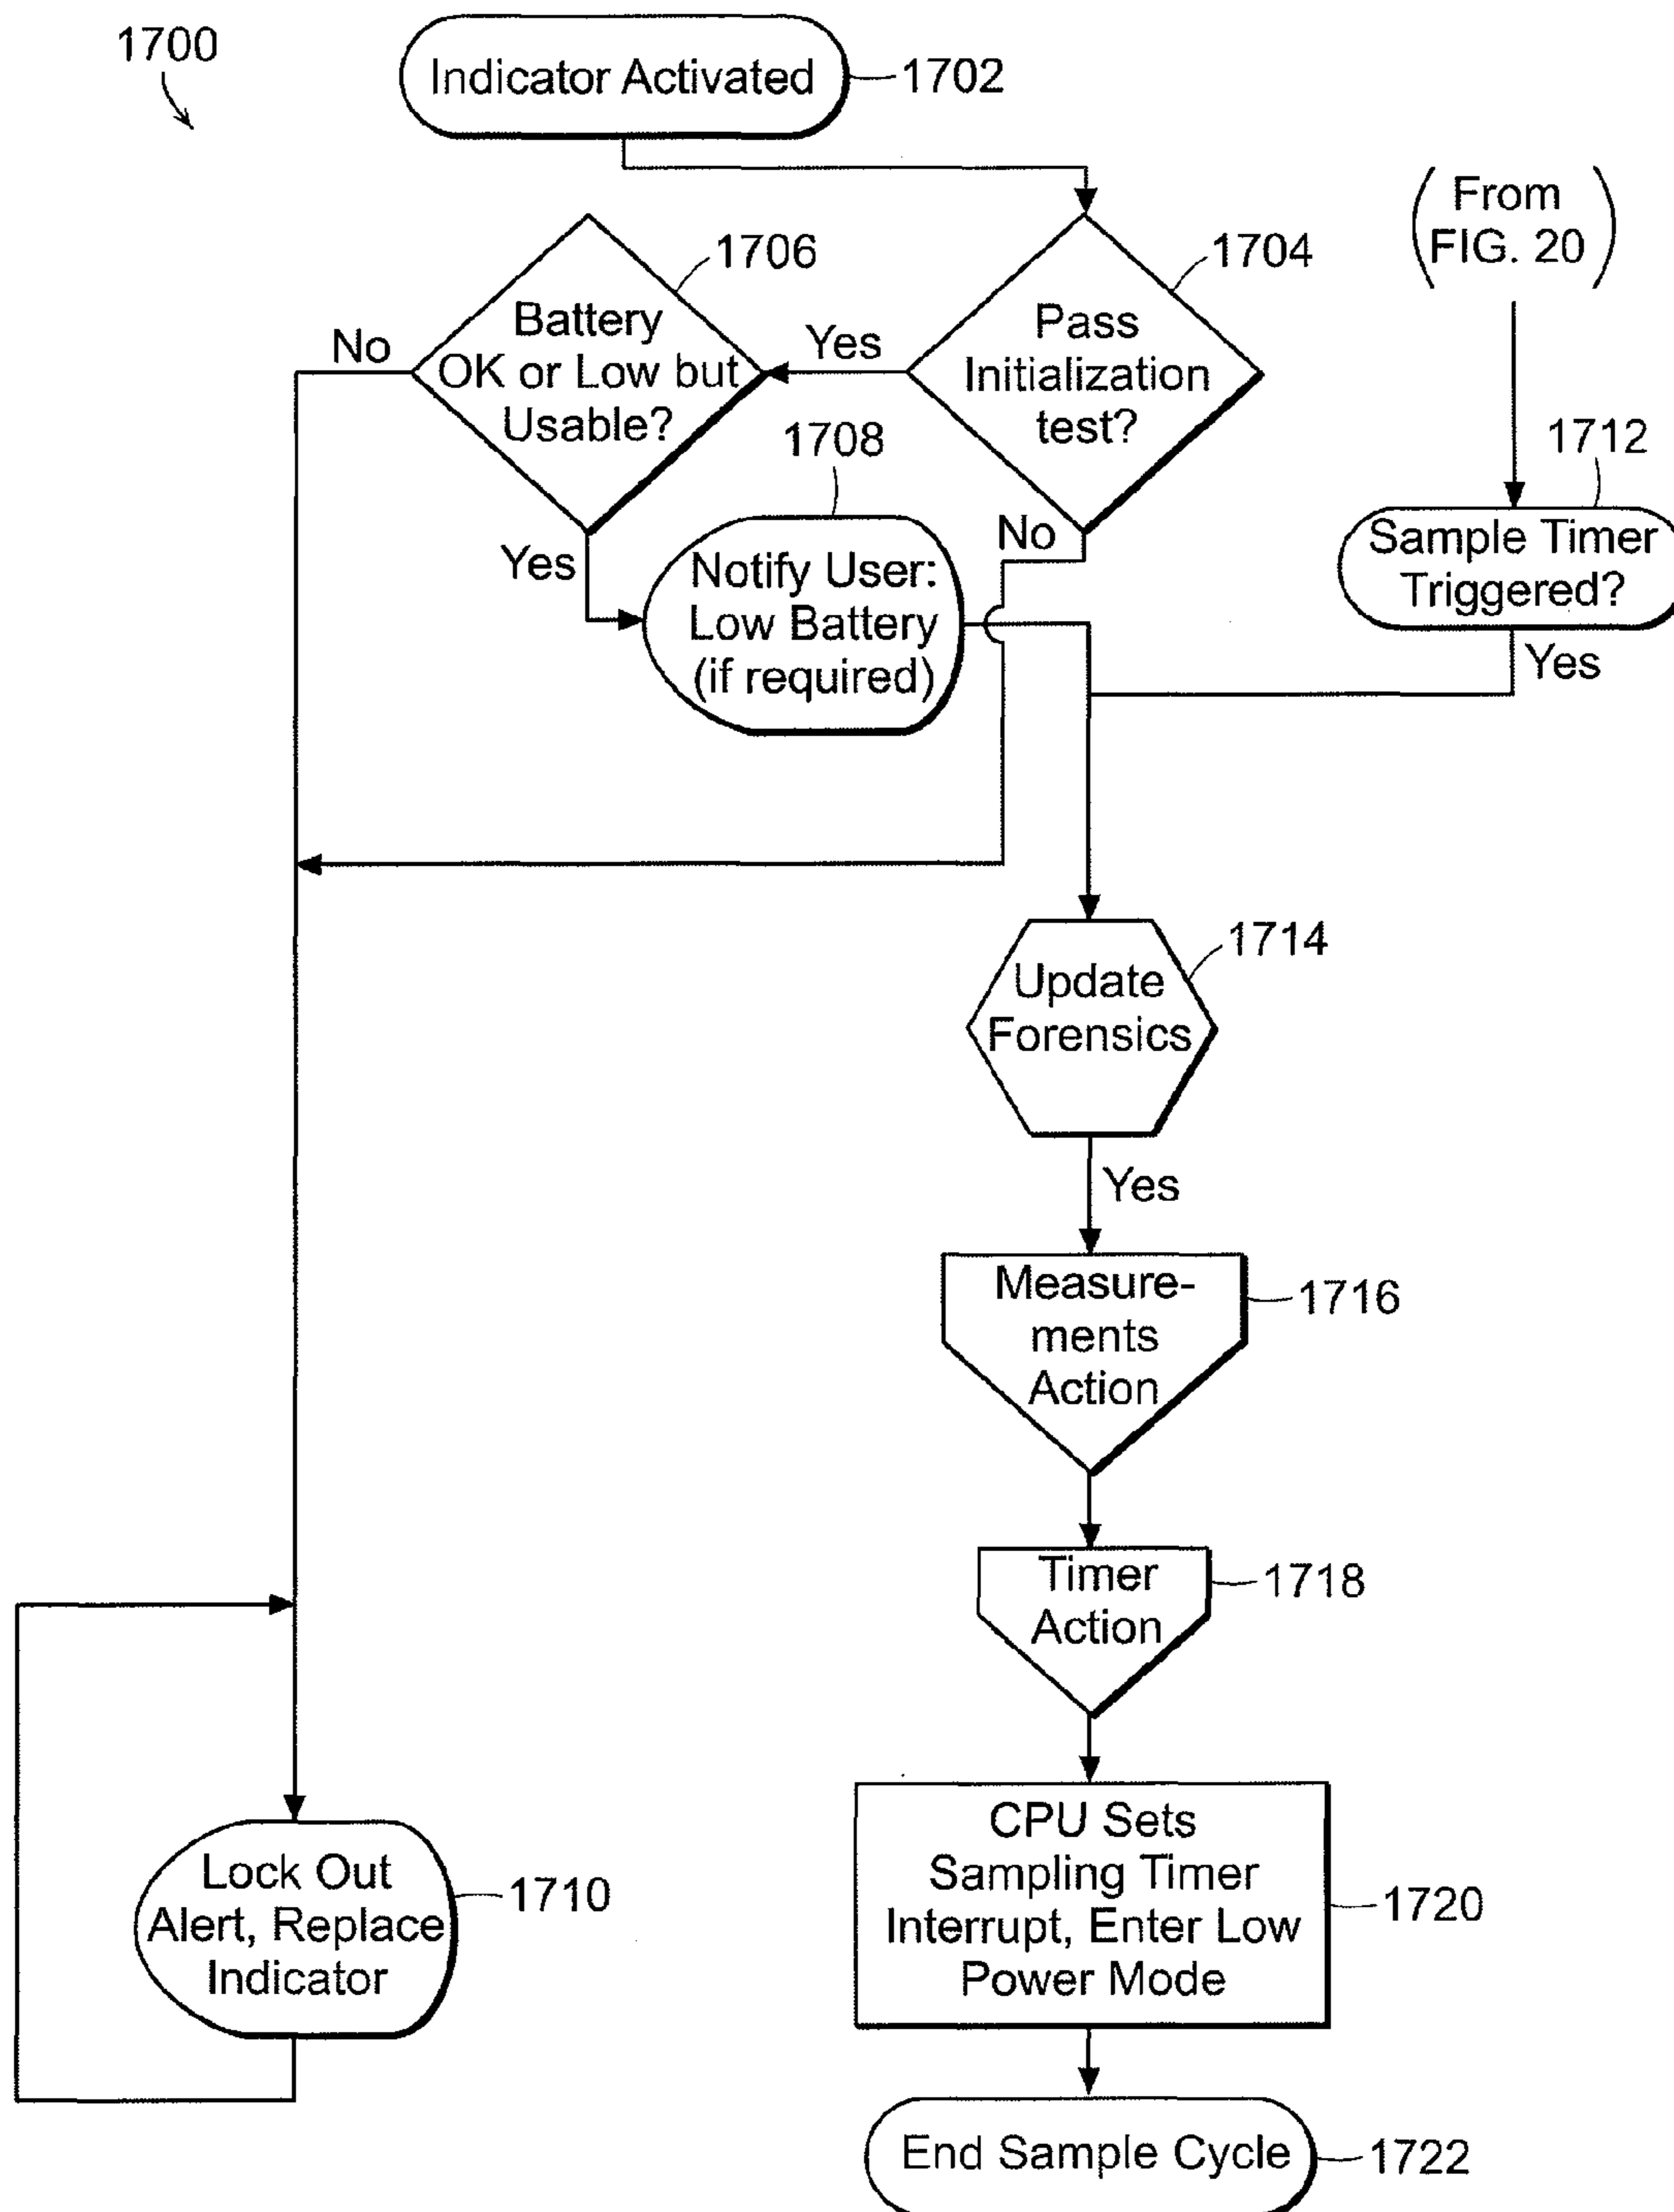 1700
Indicator Activated
1702
1706
1704
(From
FIG. 20)
Battery
OK or Low but
Usable?
No
Yes
Pass
Initialization
test?
1708
1712
Yes
Notify User:
Low Battery
(if required)
No
Sample Timer
Triggered?
Yes
1714
Update
Forensics
Yes
Measure-
ments
Action
1716
Timer
Action
1718
Lock Out
Alert, Replace
Indicator
1710
CPU Sets
Sampling Timer
Interrupt, Enter Low
Power Mode
1720
End Sample Cycle
1722